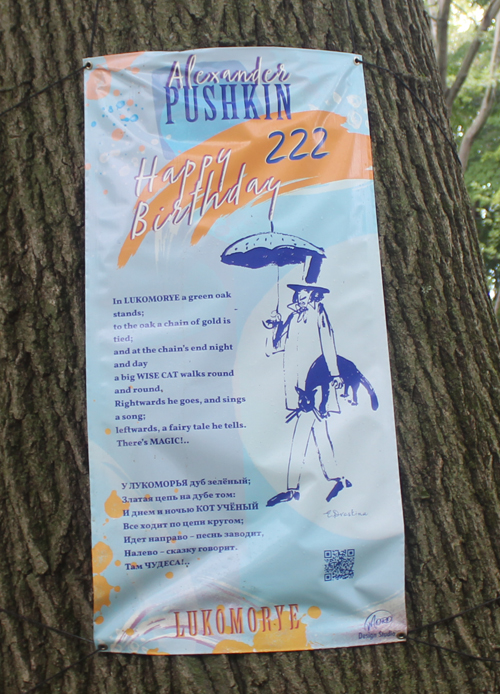 Alexander
PUSHKIN
222
Happy
Birthday
In LUKOMORYE a green oak
stands;
to the oak a chain of gold is
tied;
and at the chain's end night
and day
a big WISE CAT walks round
and round,
Rightwards he goes, and sings
a song;
leftwards, a fairy tale he tells.
There's MAGIC!..
У ЛУКОМОРЬЯ дуб зелёный;
Златая цепь на дубе том:
И днем и ночью КОТ УЧЁНЫЙ
Все ходит по цепи кругом;
Идет направо – песнь заводит,
Налево – сказку говорит.
Там ЧУДЕСА!..
LUKOMORYE
Design Studio